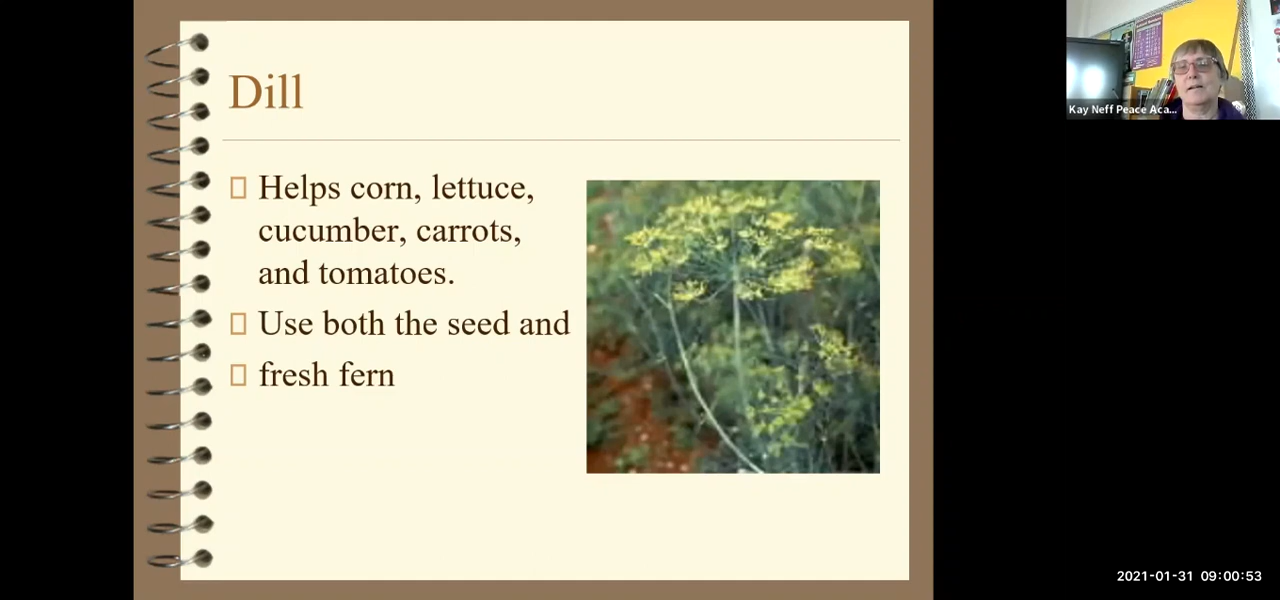 Dill
Helps corn, lettuce,
cucumber, carrots,
and tomatoes.
Use both the seed and
fresh fern
Kay Neff Peace Aca...
2021-01-31 09:00:53